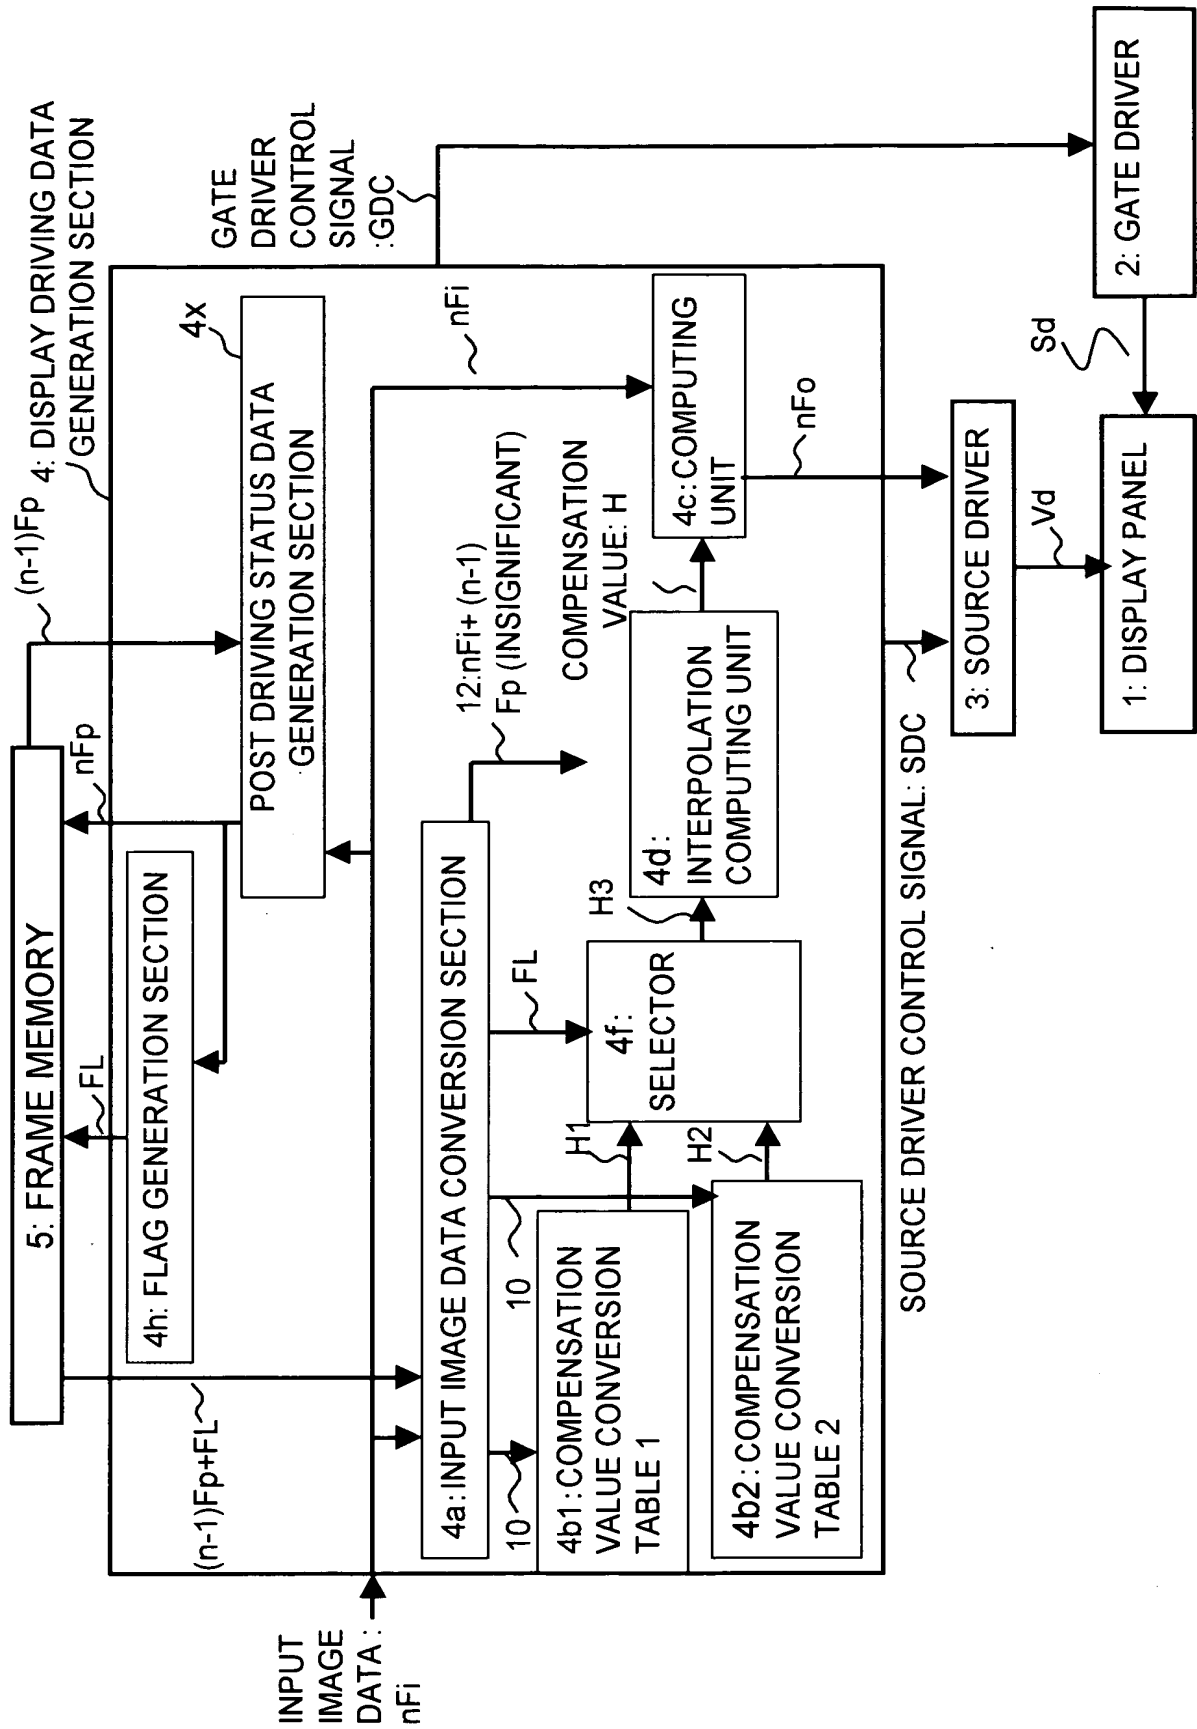 5: FRAME MEMORY
(n-1)Fp
4: DISPLAY DRIVING DATA
GENERATION SECTION
FL
nFp
(n-1)Fp+FL
4h: FLAG GENERATION SECTION
4x
POST DRIVING STATUS DATA
GENERATION SECTION
GATE
DRIVER
CONTROL
SIGNAL
:GDC
INPUT
IMAGE
DATA :
nFi
nFi
4a:INPUT IMAGE DATA CONVERSION SECTION
12:nFi+ (n-1)
Fp (INSIGNIFICANT)
10
10
FL
4b1:COMPENSATION
VALUE CONVERSION
TABLE 1
H1
4f:
SELECTOR
H3
4d:
INTERPOLATION
COMPUTING UNIT
COMPENSATION
VALUE: H
4c:COMPUTING
UNIT
4b2:COMPENSATION
VALUE CONVERSION
TABLE 2
H2
nFo
SOURCE DRIVER CONTROL SIGNAL: SDC
3: SOURCE DRIVER
Vd
Sd
1: DISPLAY PANEL
2: GATE DRIVER